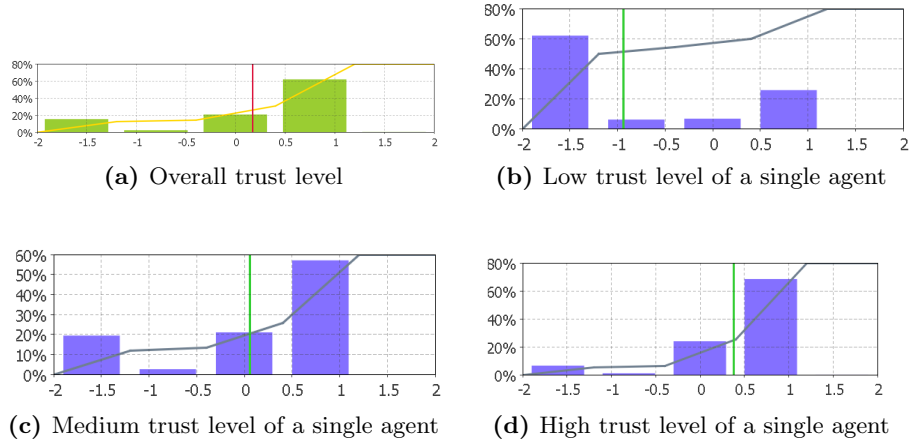 80%
60%
40%
20%
0%
-2 -1.5 -1 -0.5 0 0.5 1 1.5 2
(a) Overall trust level
80%
60%
40%
20%
0%
-2 -1.5 -1 -0.5 0 0.5 1 1.5 2
(b) Low trust level of a single agent
60%
50%
40%
30%
20%
10%
0%
-2 -1.5 -1 -0.5 0 0.5 1 1.5 2
(c) Medium trust level of a single agent
80%
60%
40%
20%
0%
-2 -1.5 -1 -0.5 0 0.5 1 1.5 2
(d) High trust level of a single agent